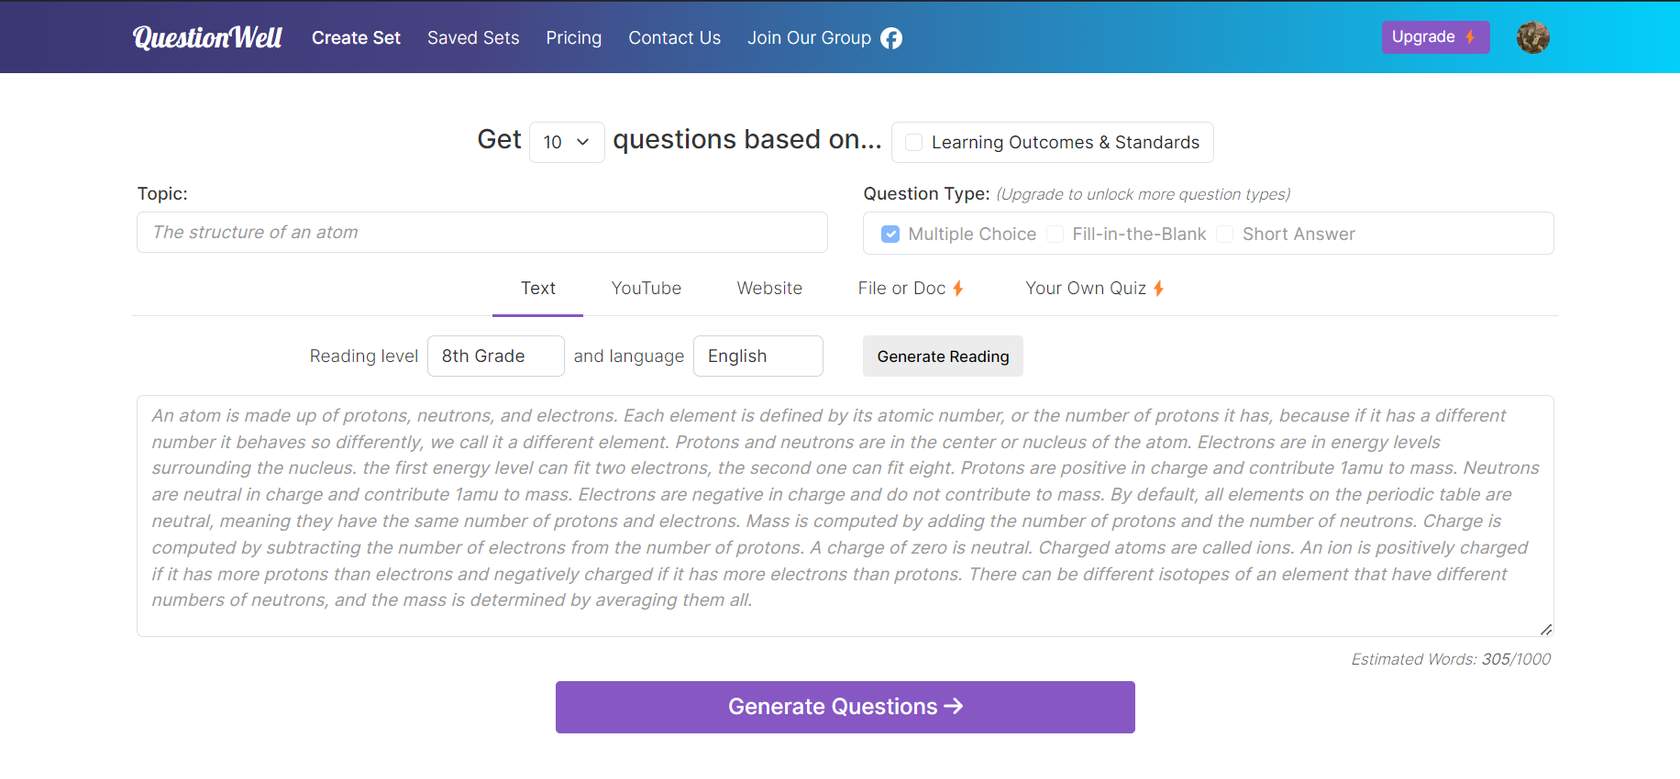 QuestionWell Create Set Saved Sets Pricing Contact Us Join Our Group Upgrade
Get 10 questions based on... Learning Outcomes & Standards
Topic:
The structure of an atom
Question Type: (Upgrade to unlock more question types)
Multiple Choice Fill-in-the-Blank Short Answer
Text YouTube Website File or Doc Your Own Quiz
Reading level 8th Grade and language English Generate Reading
An atom is made up of protons, neutrons, and electrons. Each element is defined by its atomic number, or the number of protons it has, because if it has a different
number it behaves so differently, we call it a different element. Protons and neutrons are in the center or nucleus of the atom. Electrons are in energy levels
surrounding the nucleus. the first energy level can fit two electrons, the second one can fit eight. Protons are positive in charge and contribute 1amu to mass. Neutrons
are neutral in charge and contribute 1amu to mass. Electrons are negative in charge and do not contribute to mass. By default, all elements on the periodic table are
neutral, meaning they have the same number of protons and electrons. Mass is computed by adding the number of protons and the number of neutrons. Charge is
computed by subtracting the number of electrons from the number of protons. A charge of zero is neutral. Charged atoms are called ions. An ion is positively charged
if it has more protons than electrons and negatively charged if it has more electrons than protons. There can be different isotopes of an element that have different
numbers of neutrons, and the mass is determined by averaging them all.
Estimated Words: 305/1000
Generate Questions →